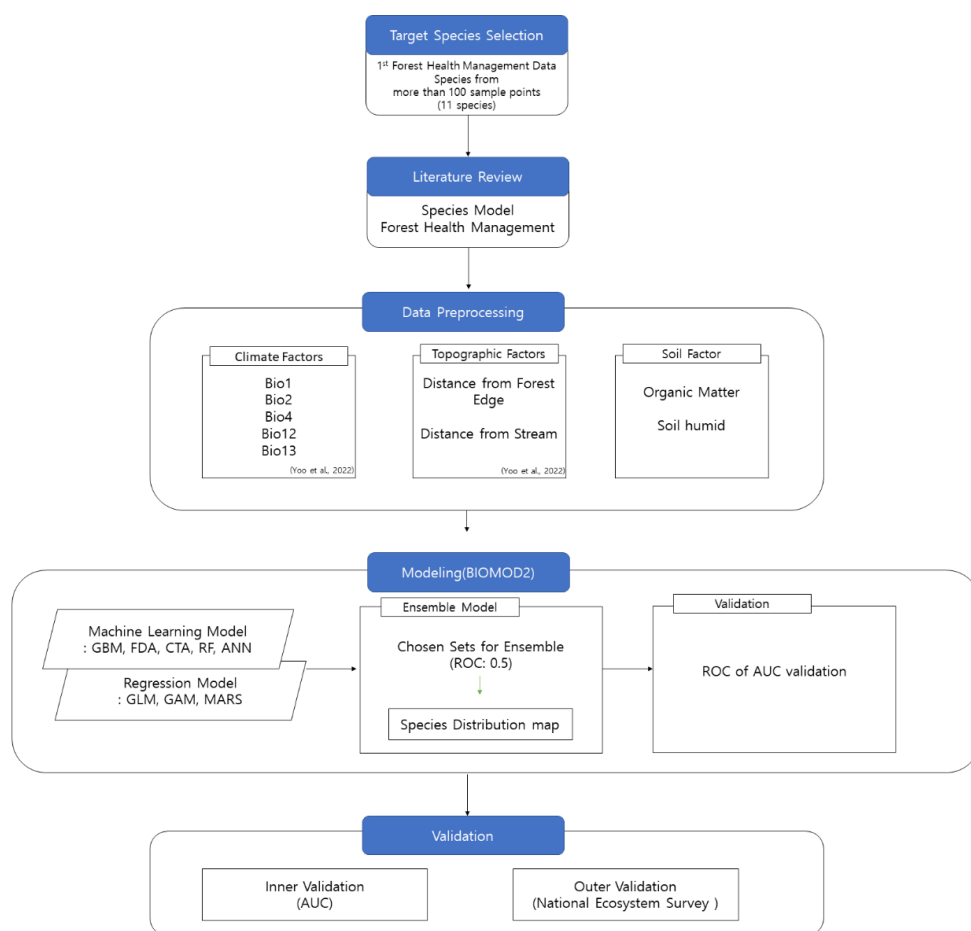 Target Species Selection
1st Forest Health Management Data
Species from
more than 100 sample points
(11 species)
Literature Review
Species Model
Forest Health Management
Data Preprocessing
Climate Factors
Bio1
Bio2
Bio4
Bio12
Bio13
(Yoo et al., 2022)
Topographic Factors
Distance from Forest
Edge
Distance from Stream
(Yoo et al., 2022)
Soil Factor
Organic Matter
Soil humid
Modeling(BIOMOD2)
Machine Learning Model
: GBM, FDA, CTA, RF, ANN
Regression Model
: GLM, GAM, MARS
Ensemble Model
Chosen Sets for Ensemble
(ROC: 0.5)
Species Distribution map
Validation
ROC of AUC validation
Validation
Inner Validation
(AUC)
Outer Validation
(National Ecosystem Survey )